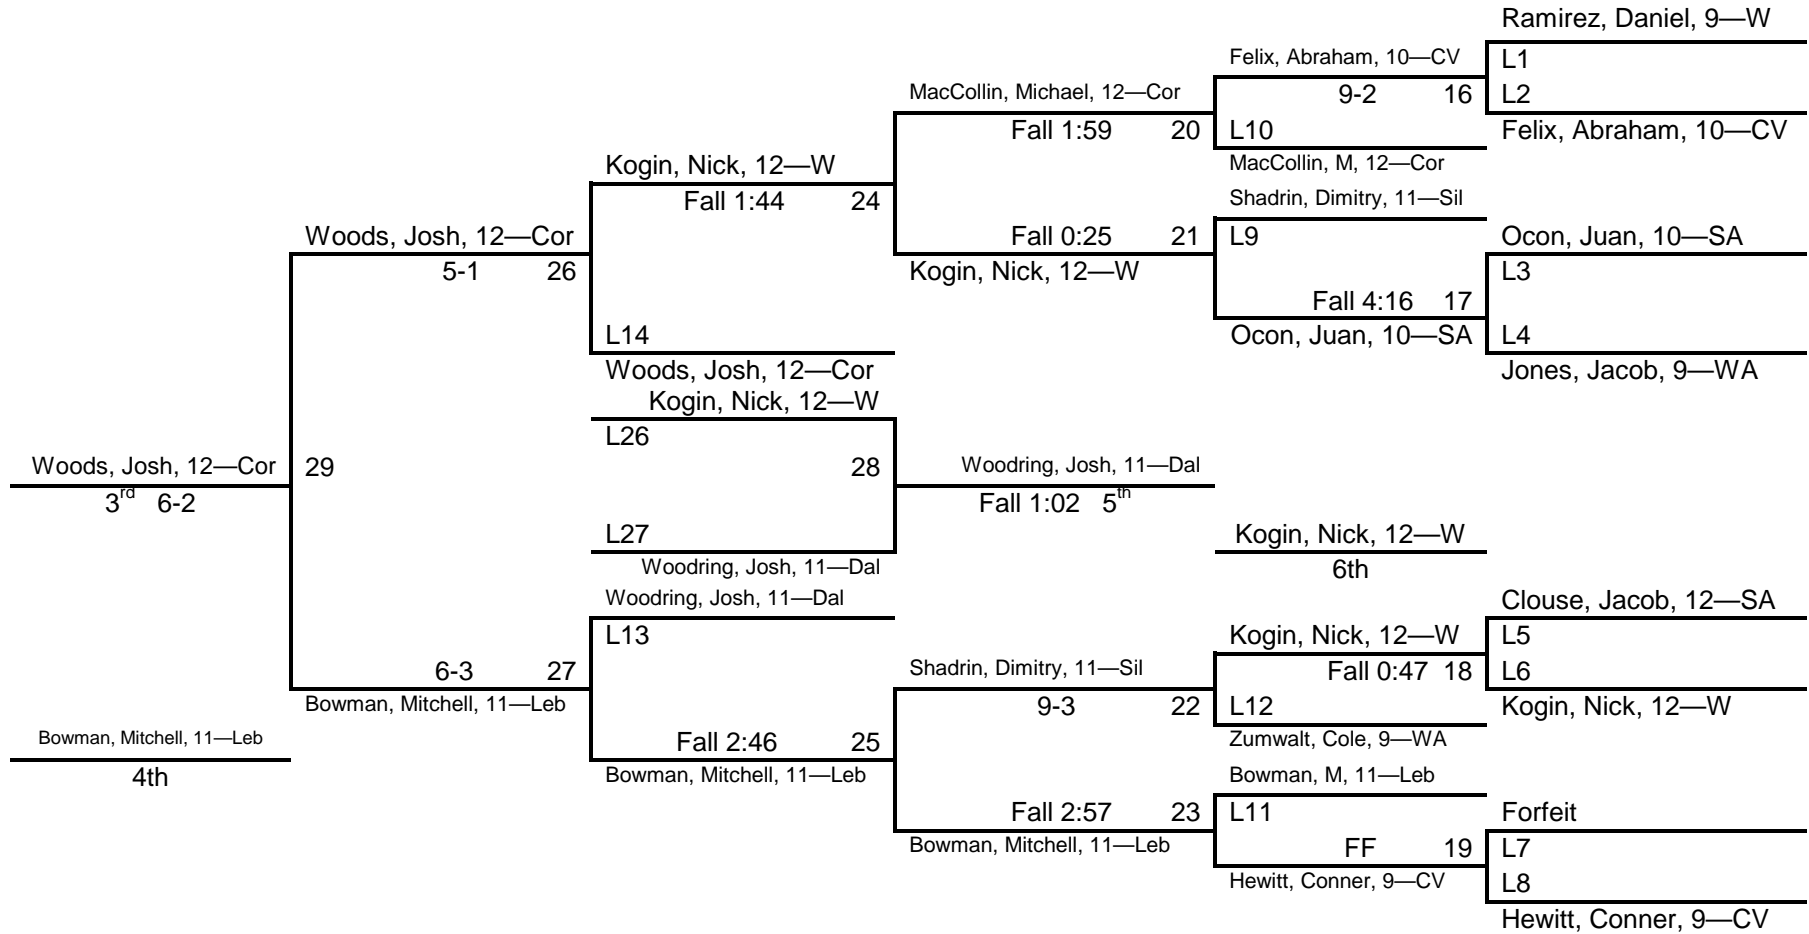 Ramirez, Daniel, 9—W
Felix, Abraham, 10—CV L1
MacCollin, Michael, 12—Cor 9-2 16 L2
Fall 1:59 20 L10 Felix, Abraham, 10—CV
Kogin, Nick, 12—W MacCollin, M, 12—Cor
Fall 1:44 24 Shadrin, Dimitry, 11—Sil
Woods, Josh, 12—Cor Fall 0:25 21 L9 Ocon, Juan, 10—SA
5-1 26 Kogin, Nick, 12—W L3
Fall 4:16 17
L14 Ocon, Juan, 10—SA L4
Woods, Josh, 12—Cor Jones, Jacob, 9—WA
Kogin, Nick, 12—W
L26
Woods, Josh, 12—Cor 29 28 Woodring, Josh, 11—Dal
3rd 6-2 Fall 1:02 5th
L27 Kogin, Nick, 12—W
Woodring, Josh, 11—Dal 6th
Woodring, Josh, 11—Dal Clouse, Jacob, 12—SA
L13 Kogin, Nick, 12—W L5
6-3 27 Shadrin, Dimitry, 11—Sil Fall 0:47 18 L6
Bowman, Mitchell, 11—Leb 9-3 22 L12 Kogin, Nick, 12—W
Bowman, Mitchell, 11—Leb Fall 2:46 25 Zumwalt, Cole, 9—WA
4th Bowman, Mitchell, 11—Leb Bowman, M, 11—Leb
Fall 2:57 23 L11 Forfeit
Bowman, Mitchell, 11—Leb FF 19 L7
Hewitt, Conner, 9—CV L8
Hewitt, Conner, 9—CV